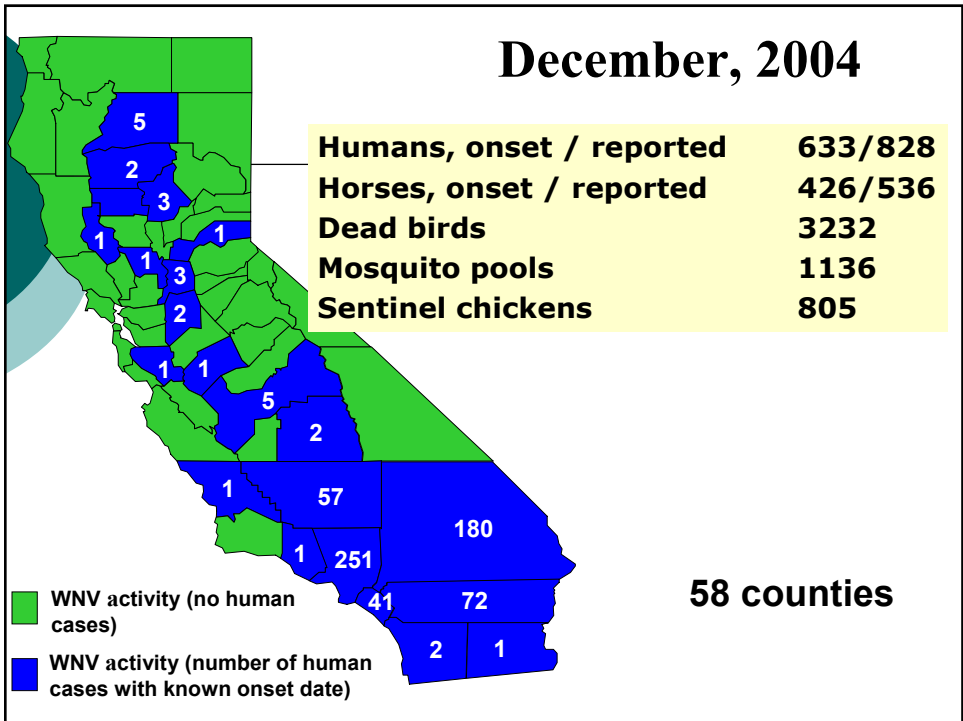 December, 2004
Humans, onset / reported 633/828
Horses, onset / reported 426/536
Dead birds 3232
Mosquito pools 1136
Sentinel chickens 805
5
2
3
1
1
1
3
2
1
1
5
2
1
57
180
1
251
41
72
2
1
58 counties
WNV activity (no human
cases)
WNV activity (number of human
cases with known onset date)